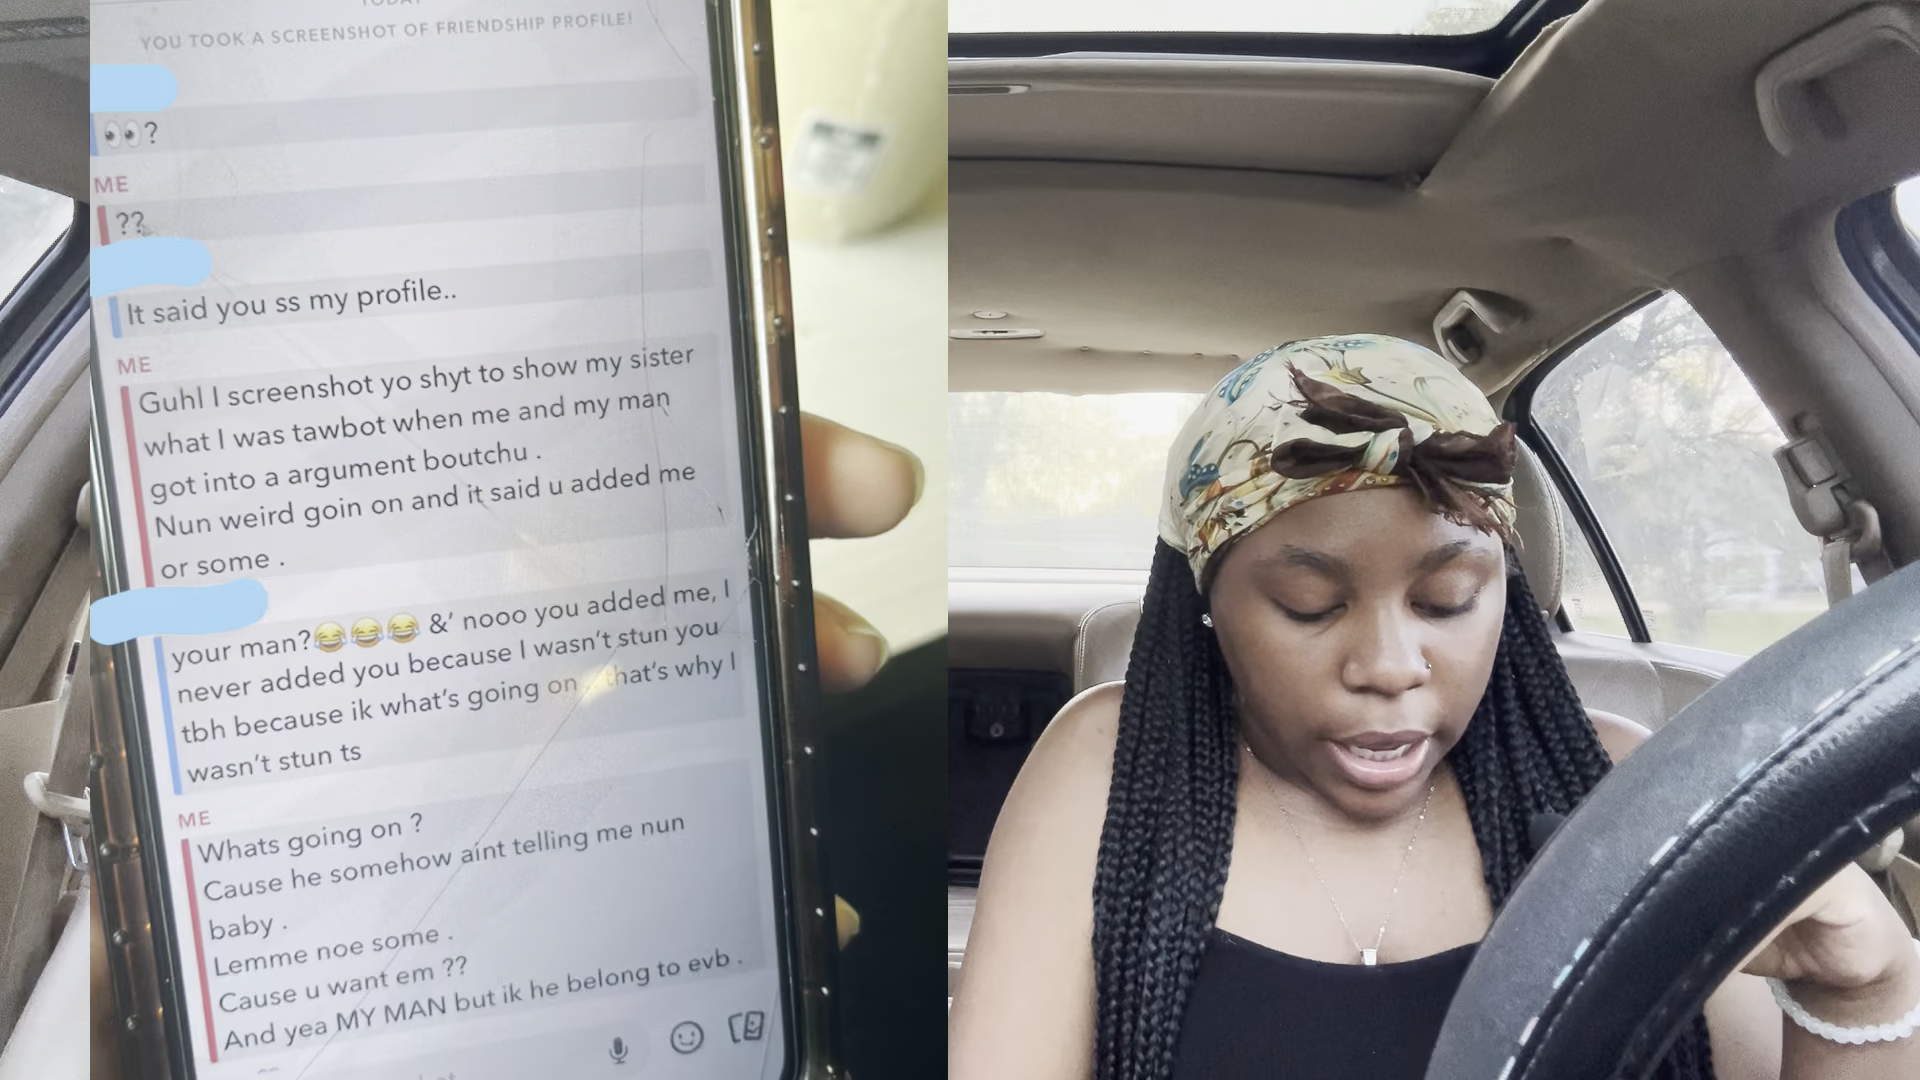 TODAY
YOU TOOK A SCREENSHOT OF FRIENDSHIP PROFILE!
👀?
ME
??
It said you ss my profile..
ME
Guhl I screenshot yo shyt to show my sister
what I was tawbot when me and my man
got into a argument boutchu .
Nun weird goin on and it said u added me
or some .
your man?😂😂😂 &' nooo you added me, I
never added you because I wasn't stun you
tbh because ik what's going on .. that's why I
wasn't stun ts
ME
Whats going on ?
Cause he somehow aint telling me nun
baby .
Lemme noe some .
Cause u want em ??
And yea MY MAN but ik he belong to evb .